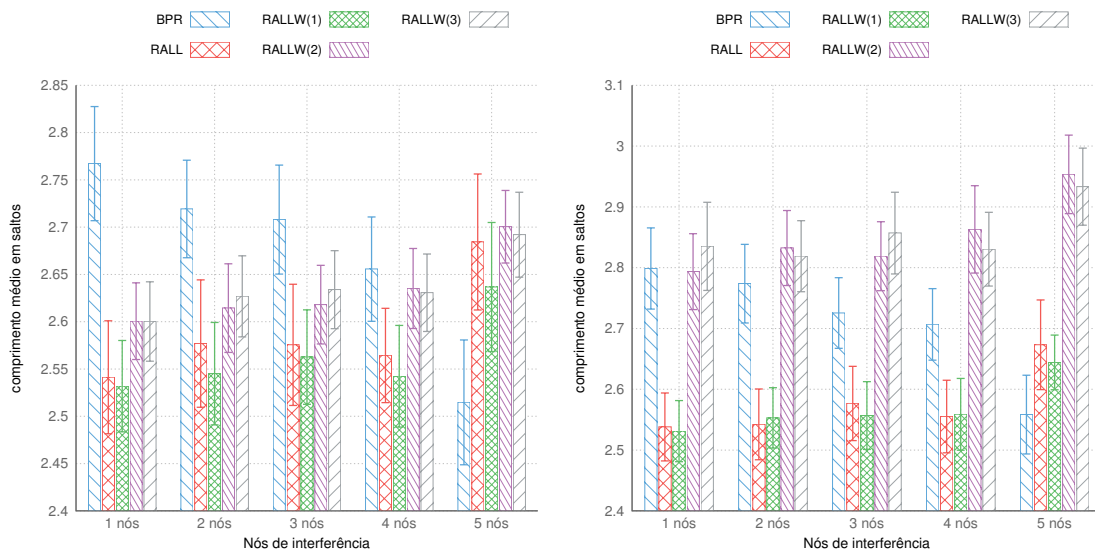 BPR RALLW(1) RALLW(3)
RALL RALLW(2)
2.85
2.8
2.75
2.7
2.65
2.6
2.55
2.5
2.45
2.4
comprimento médio em saltos
1 nós 2 nós 3 nós 4 nós 5 nós
Nós de interferência
BPR RALLW(1) RALLW(3)
RALL RALLW(2)
3.1
3
2.9
2.8
2.7
2.6
2.5
2.4
comprimento médio em saltos
1 nós 2 nós 3 nós 4 nós 5 nós
Nós de interferência